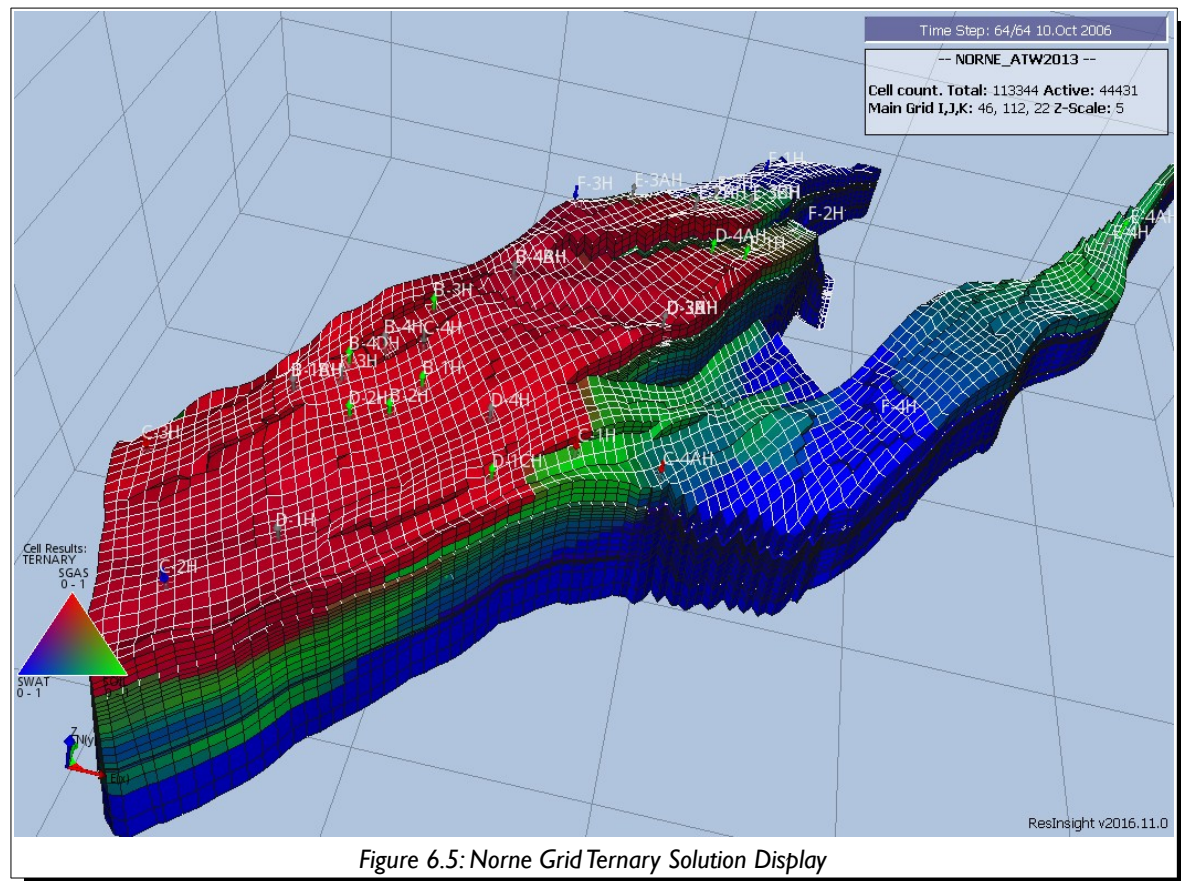 Time Step: 64/64 10.Oct 2006
-- NORNE_ATW2013 --
Cell count. Total: 113344 Active: 44431
Main Grid I,J,K: 46, 112, 22 Z-Scale: 5
F-1H
F-3H
E-3AH
F-2H
E-4AH
E-4H
D-4AH
B-3H
B-4H
C-4H
B-1H
D-2H
B-2H
D-4H
F-4H
C-3H
C-1H
C-4AH
D-1CH
D-1H
C-2H
Cell Results:
TERNARY
SGAS
0 - 1
SWAT
0 - 1
Z
N(y)
ResInsight v2016.11.0
Figure 6.5: Norne Grid Ternary Solution Display